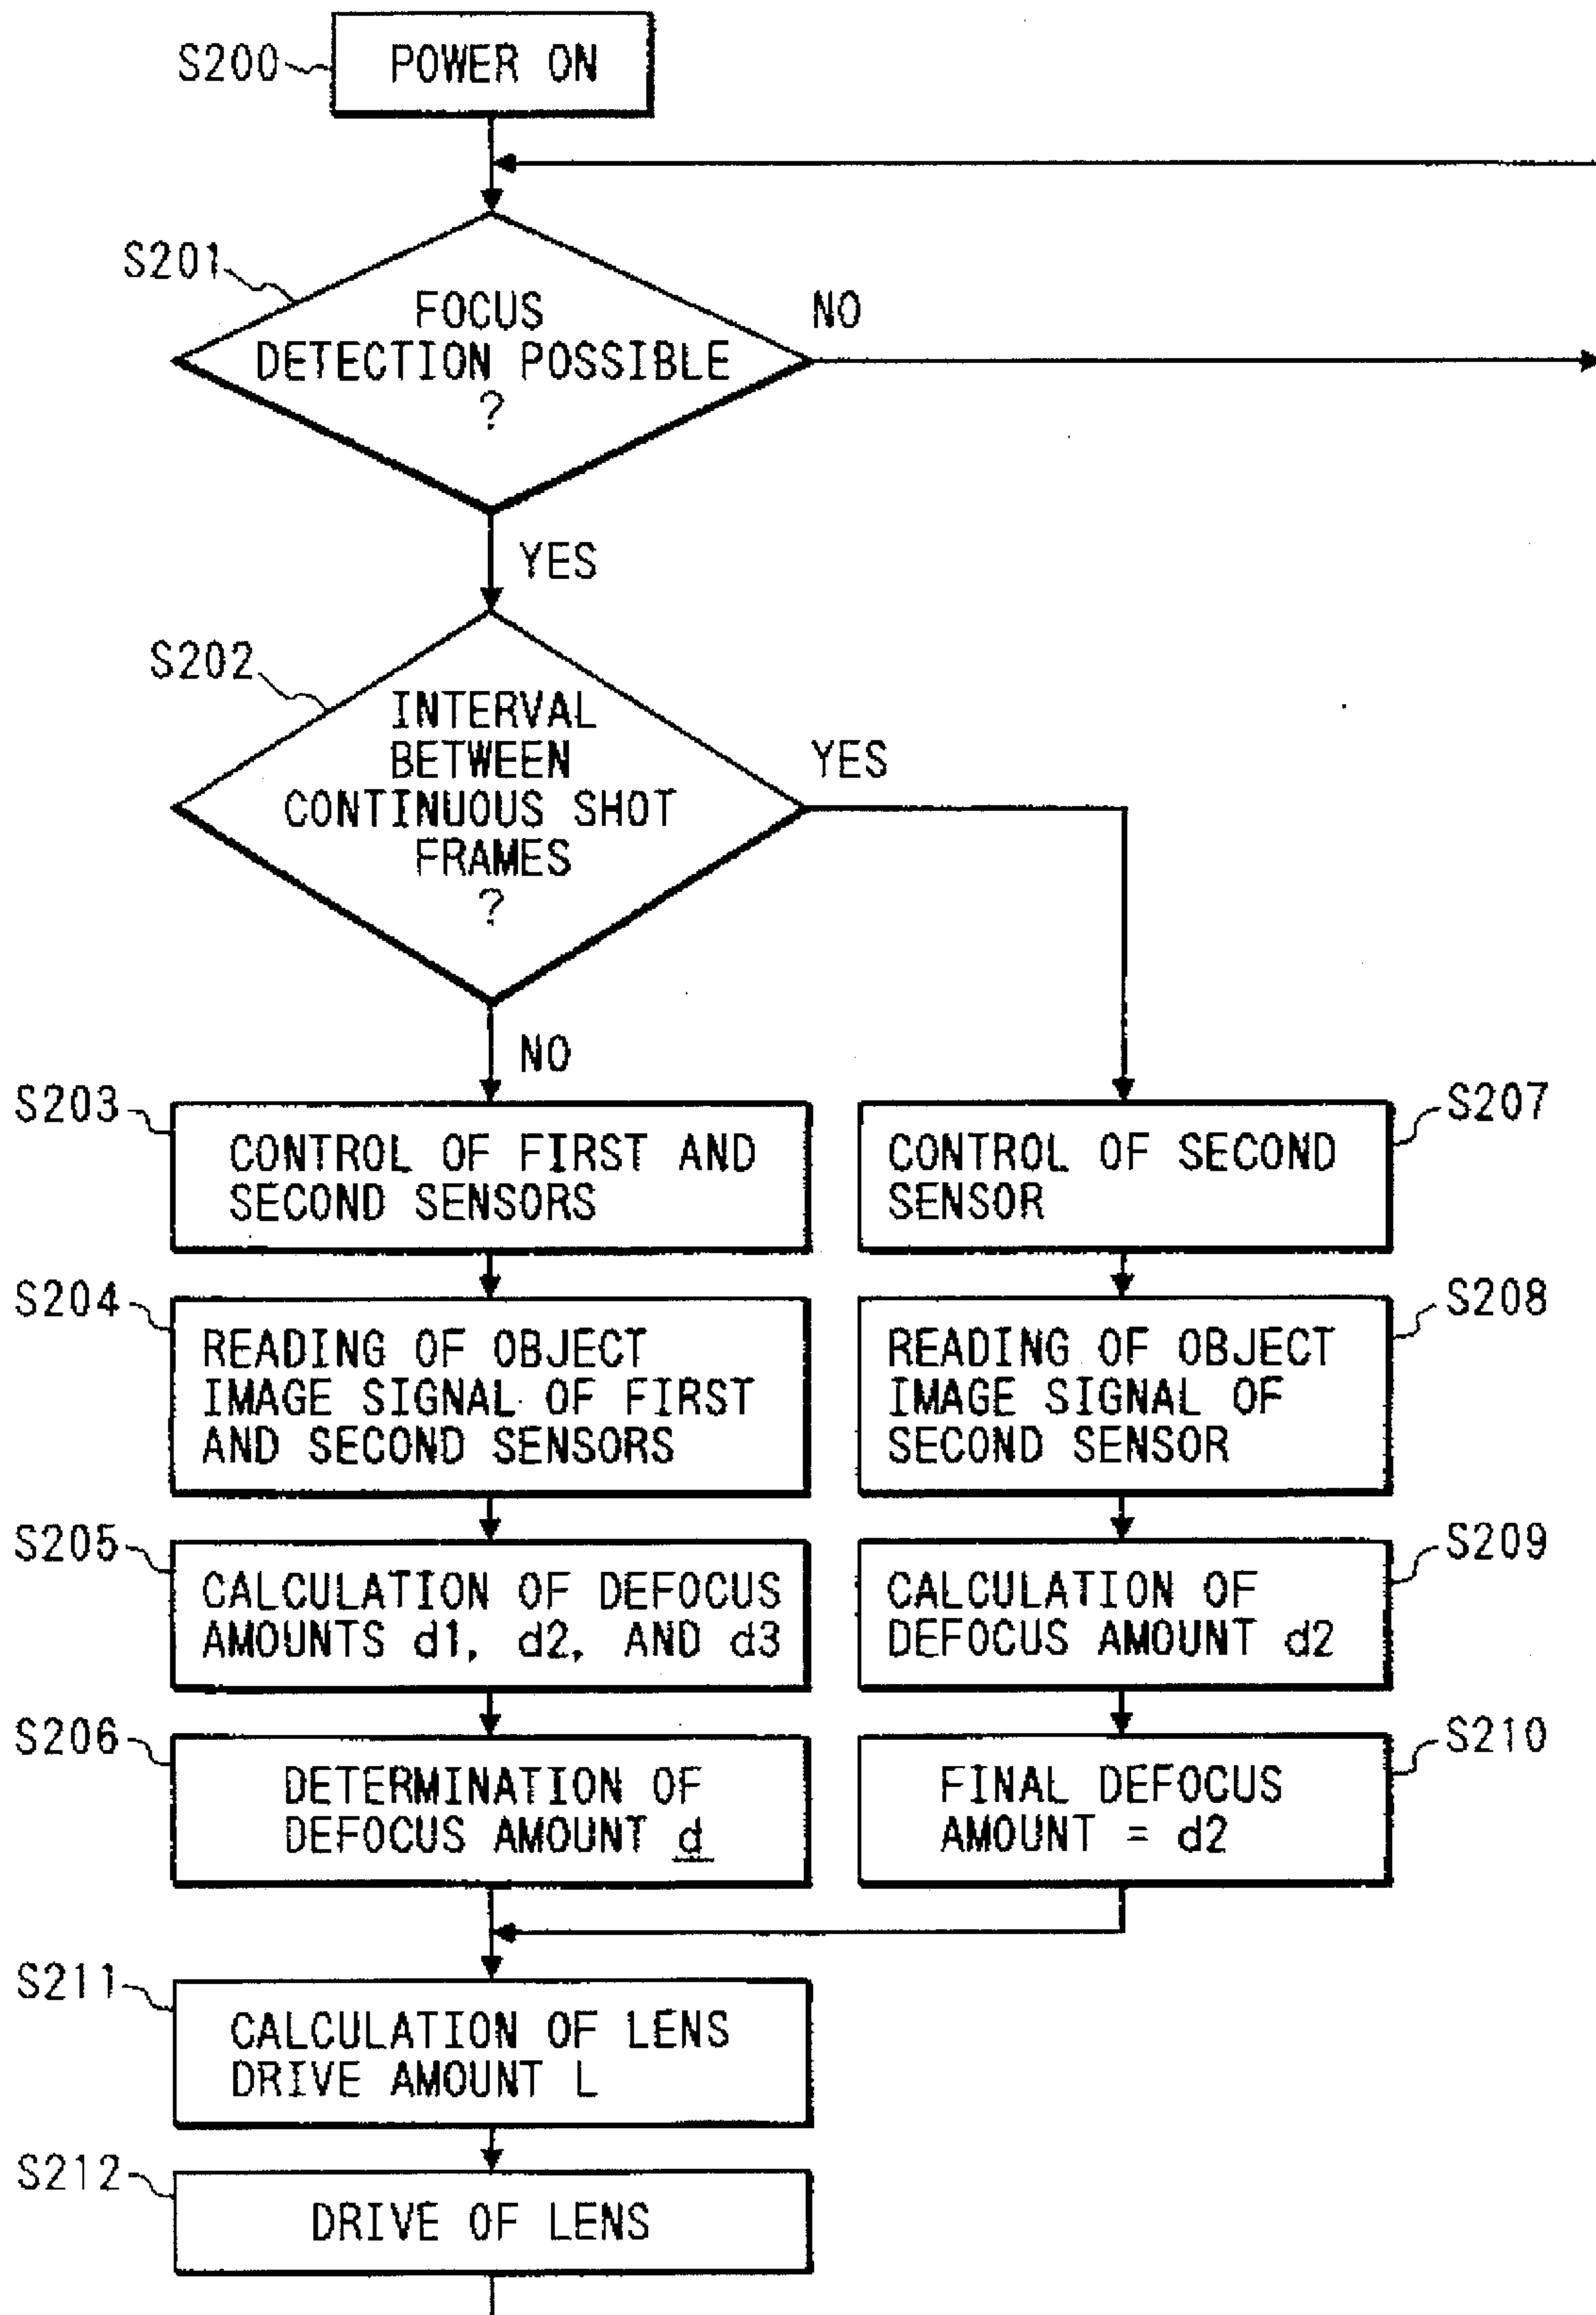 S200
POWER ON
S201
FOCUS
DETECTION POSSIBLE
?
NO
YES
S202
INTERVAL
BETWEEN
CONTINUOUS SHOT
FRAMES
?
YES
NO
S203
CONTROL OF FIRST AND
SECOND SENSORS
S207
CONTROL OF SECOND
SENSOR
S204
READING OF OBJECT
IMAGE SIGNAL OF FIRST
AND SECOND SENSORS
S208
READING OF OBJECT
IMAGE SIGNAL OF
SECOND SENSOR
S205
CALCULATION OF DEFOCUS
AMOUNTS d1, d2, AND d3
S209
CALCULATION OF
DEFOCUS AMOUNT d2
S206
DETERMINATION OF
DEFOCUS AMOUNT d
S210
FINAL DEFOCUS
AMOUNT = d2
S211
CALCULATION OF LENS
DRIVE AMOUNT L
S212
DRIVE OF LENS